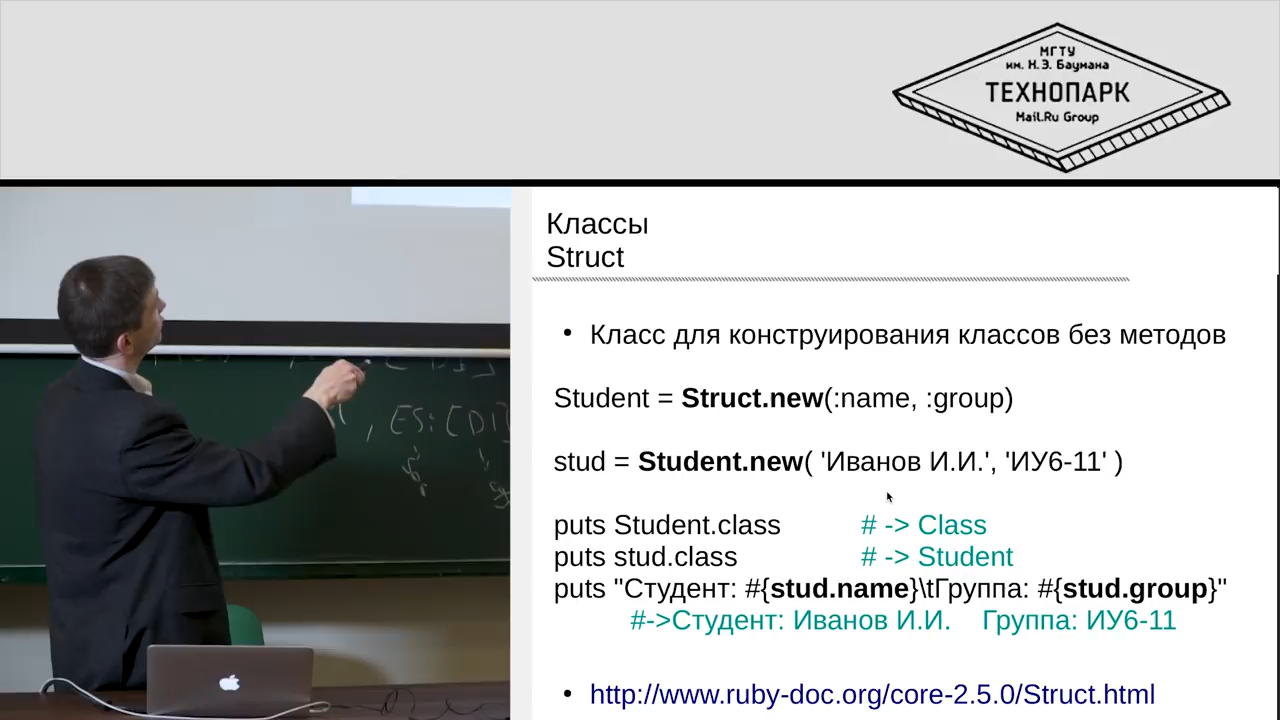 МГТУ
им. Н.Э. Баумана
ТЕХНОПАРК
Mail.Ru Group
Классы
Struct
• Класс для конструирования классов без методов
Student = Struct.new(:name, :group)
stud = Student.new( 'Иванов И.И.', 'ИУ6-11' )
puts Student.class # -> Class
puts stud.class # -> Student
puts "Студент: #{stud.name}\tГруппа: #{stud.group}"
#->Студент: Иванов И.И. Группа: ИУ6-11
• http://www.ruby-doc.org/core-2.5.0/Struct.html